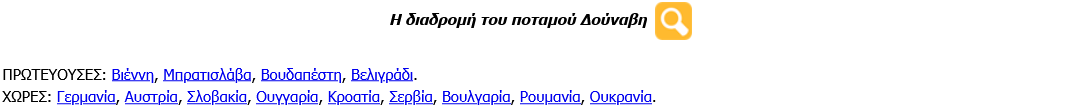 Η διαδρομή του ποταμού Δούναβη
ΠΡΩΤΕΥΟΥΣΕΣ: Βιέννη, Μπρατισλάβα, Βουδαπέστη, Βελιγράδι.
ΧΩΡΕΣ: Γερμανία, Αυστρία, Σλοβακία, Ουγγαρία, Κροατία, Σερβία, Βουλγαρία, Ρουμανία, Ουκρανία.